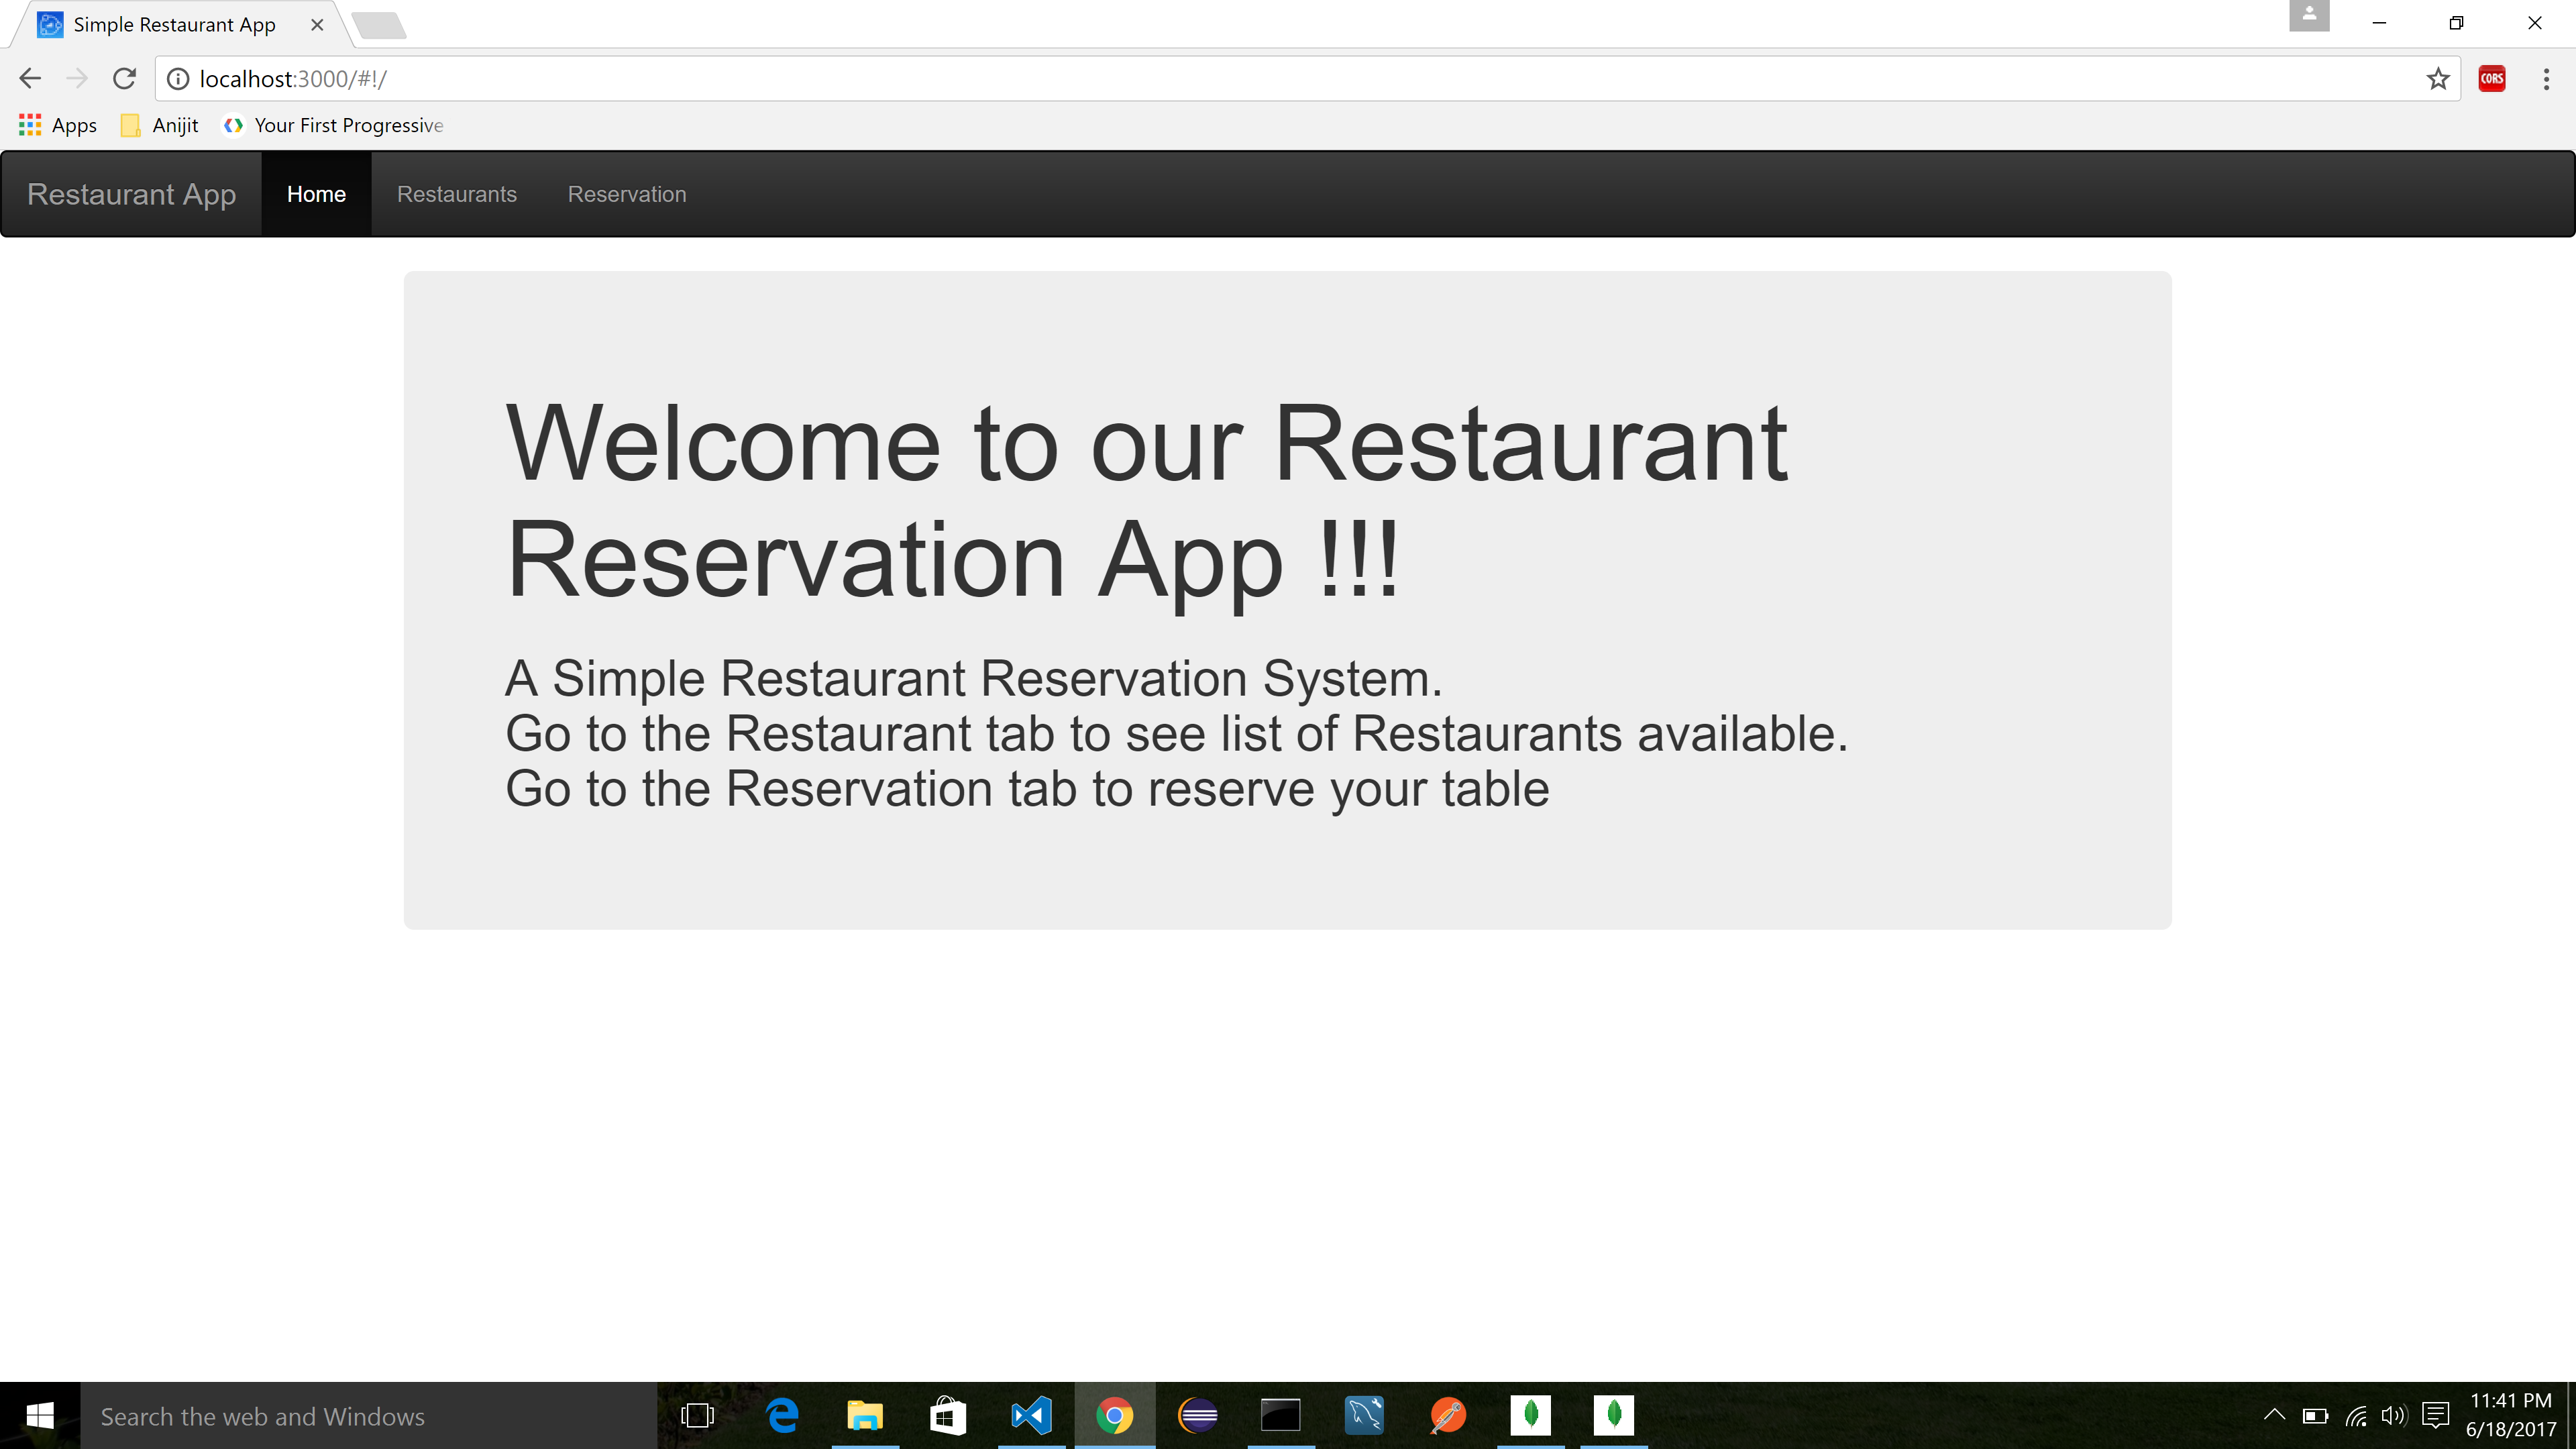 Simple Restaurant App
localhost:3000/#!/
CORS
Apps Anijit Your First Progressive
Restaurant App Home Restaurants Reservation
Welcome to our Restaurant
Reservation App !!!
A Simple Restaurant Reservation System.
Go to the Restaurant tab to see list of Restaurants available.
Go to the Reservation tab to reserve your table
Search the web and Windows
11:41 PM
6/18/2017